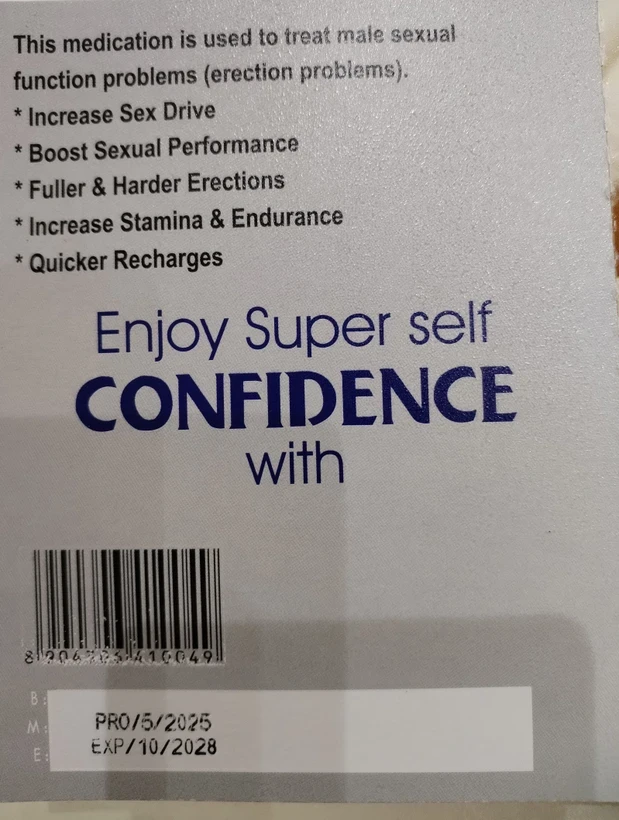 This medication is used to treat male sexual
function problems (erection problems).
* Increase Sex Drive
* Boost Sexual Performance
* Fuller & Harder Erections
* Increase Stamina & Endurance
* Quicker Recharges
Enjoy Super self
CONFIDENCE
with
B:
M: PRO/5/2025
E: EXP/10/2028